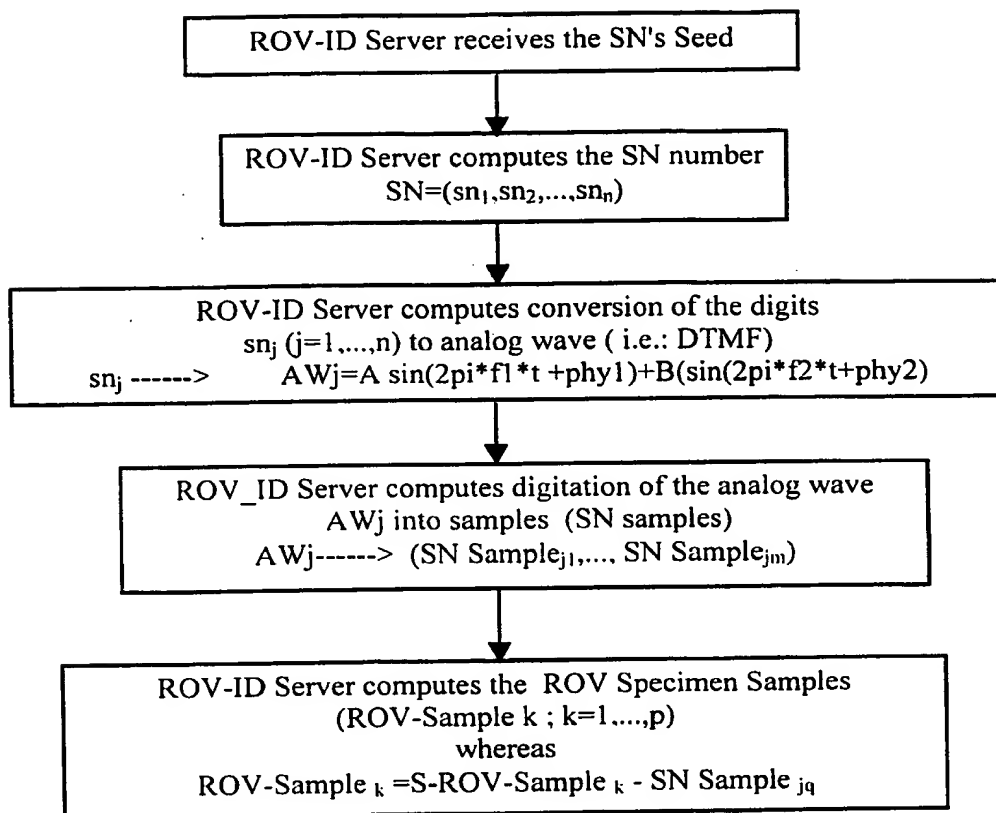 ROV-ID Server receives the SN's Seed
ROV-ID Server computes the SN number
SN=(sn₁,sn₂,...,snₙ)
ROV-ID Server computes conversion of the digits
snⱼ (j=1,...,n) to analog wave ( i.e.: DTMF)
snⱼ ------> AWj=A sin(2pi*f1*t +phy1)+B(sin(2pi*f2*t+phy2)
ROV_ID Server computes digitation of the analog wave
AWj into samples (SN samples)
AWj------> (SN Sampleⱼ₁,..., SN Sampleⱼₘ)
ROV-ID Server computes the ROV Specimen Samples
(ROV-Sample k ; k=1,...,p)
whereas
ROV-Sample ₖ =S-ROV-Sample ₖ - SN Sample jq